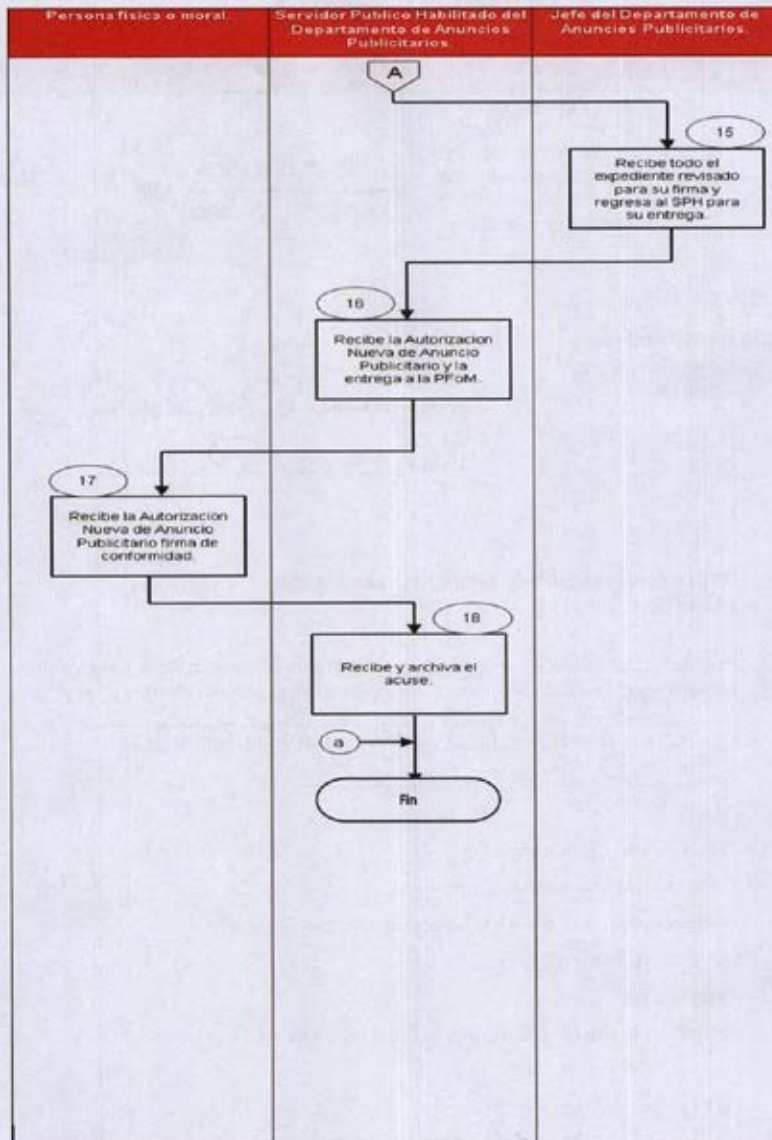 Persona física o moral.
Servidor Público Habilitado del
Departamento de Anuncios
Publicitarios.
Jefe del Departamento de
Anuncios Publicitarios.
A
15
Recibe todo el
expediente revisado
para su firma y
regresa al SPH para
su entrega.
16
Recibe la Autorizacion
Nueva de Anuncio
Publicitario y la
entrega a la PFoM.
17
Recibe la Autorizacion
Nueva de Anuncio
Publicitario firma de
conformidad.
18
Recibe y archiva el
acuse.
a
Fin